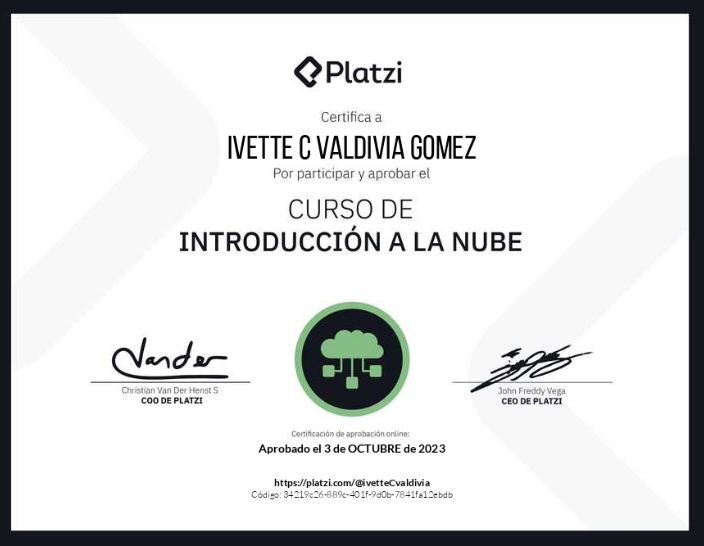 Platzi
Certifica a
IVETTE C VALDIVIA GOMEZ
Por participar y aprobar el
CURSO DE
INTRODUCCIÓN A LA NUBE
Christian Van Der Henst S
COO DE PLATZI
John Freddy Vega
CEO DE PLATZI
Certificación de aprobación online:
Aprobado el 3 de OCTUBRE de 2023
https://platzi.com/@ivetteCvaldivia
Código: 34219c26-889c-401f-9d0b-7841fa12ebdb